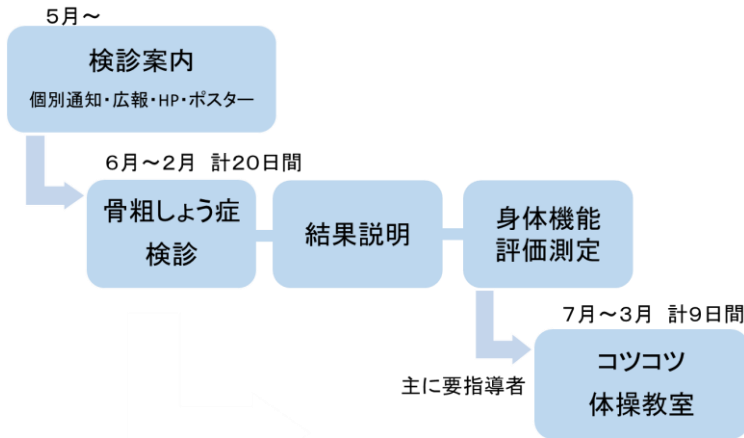 5月～
検診案内
個別通知・広報・HP・ポスター
6月～2月 計20日間
骨粗しょう症
検診
結果説明
身体機能
評価測定
7月～3月 計9日間
主に要指導者
コツコツ
体操教室